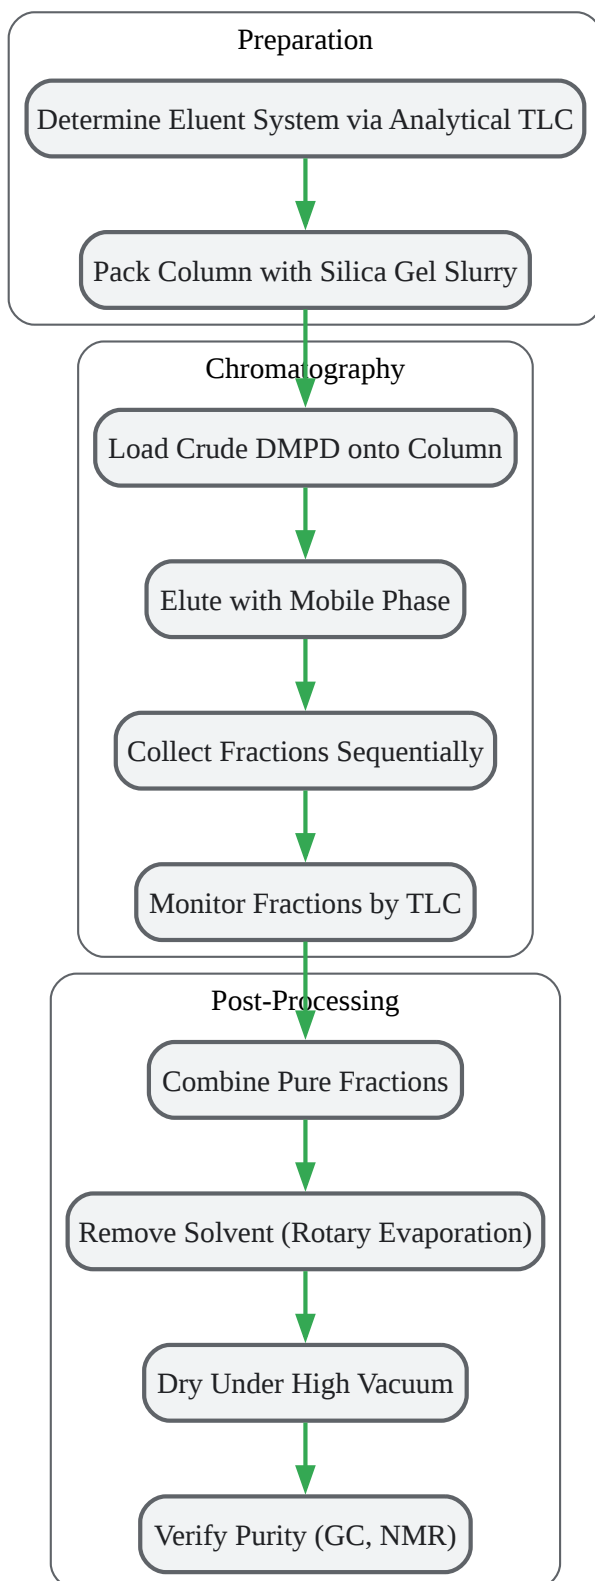 Preparation
Determine Eluent System via Analytical TLC
Pack Column with Silica Gel Slurry
Chromatography
Load Crude DMPD onto Column
Elute with Mobile Phase
Collect Fractions Sequentially
Monitor Fractions by TLC
Post-Processing
Combine Pure Fractions
Remove Solvent (Rotary Evaporation)
Dry Under High Vacuum
Verify Purity (GC, NMR)